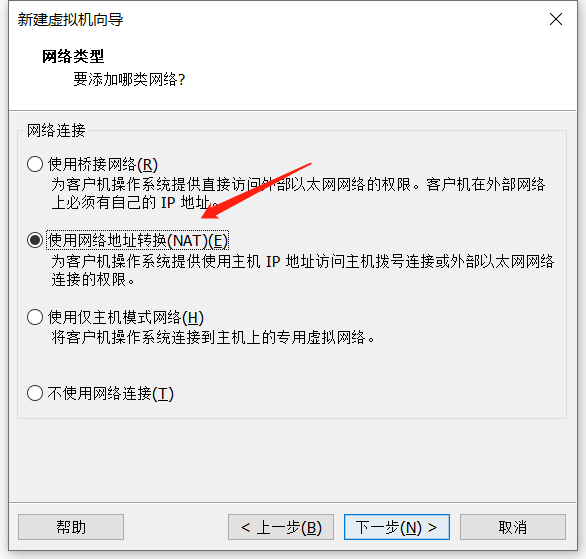 新建虚拟机向导
网络类型
要添加哪类网络?
网络连接
使用桥接网络(R)
为客户机操作系统提供直接访问外部以太网网络的权限。客户机在外部网络
上必须有自己的 IP 地址。
使用网络地址转换(NAT)(E)
为客户机操作系统提供使用主机 IP 地址访问主机拨号连接或外部以太网网络
连接的权限。
使用仅主机模式网络(H)
将客户机操作系统连接到主机上的专用虚拟网络。
不使用网络连接(T)
帮助
< 上一步(B)
下一步(N) >
取消